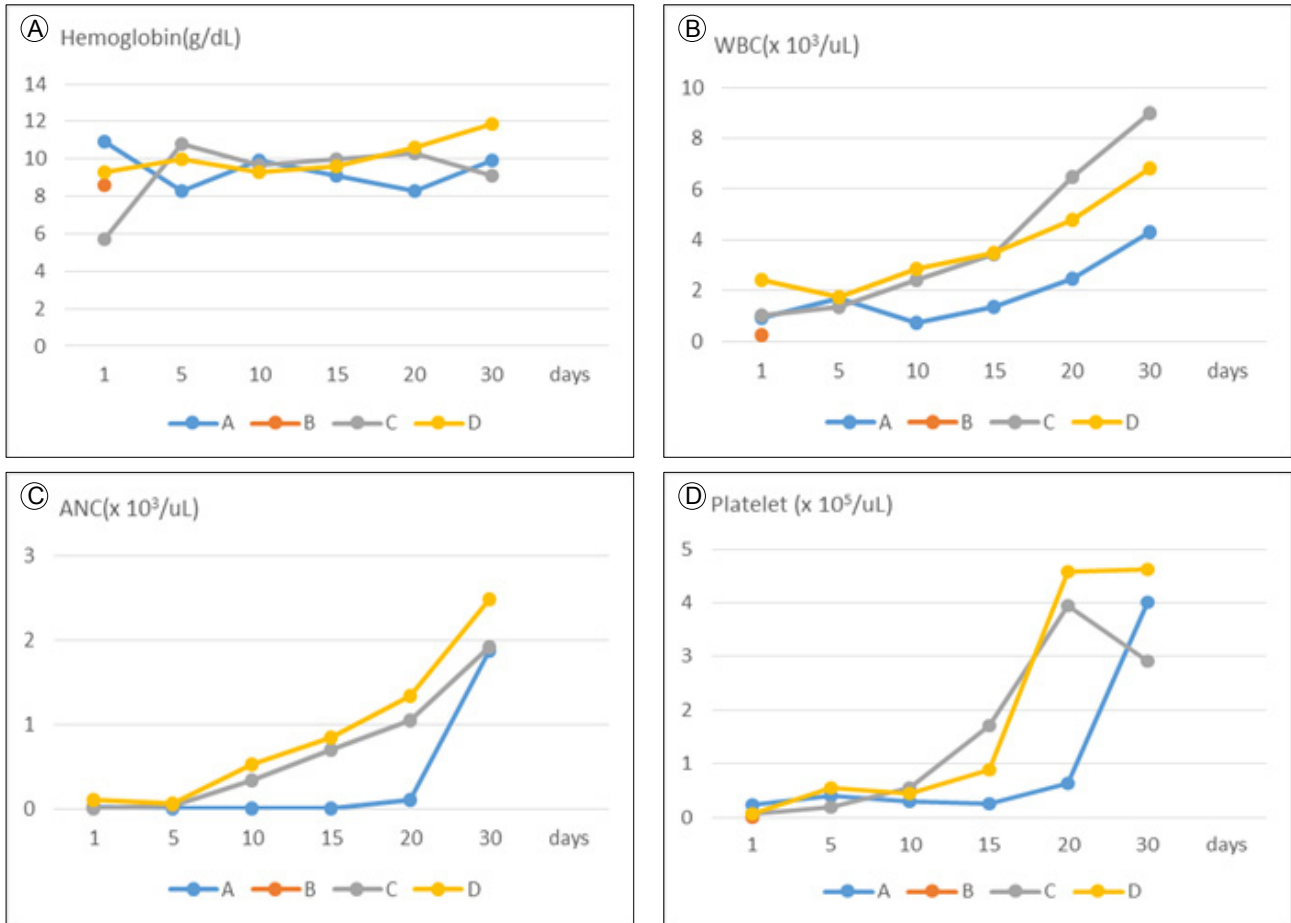 Ⓐ Hemoglobin(g/dL)
14
12
10
8
6
4
2
0
1 5 10 15 20 30 days
A B C D
Ⓑ WBC(x 10³/uL)
10
8
6
4
2
0
1 5 10 15 20 30 days
A B C D
Ⓒ ANC(x 10³/uL)
3
2
1
0
1 5 10 15 20 30 days
A B C D
Ⓓ Platelet (x 10⁵/uL)
5
4
3
2
1
0
1 5 10 15 20 30 days
A B C D